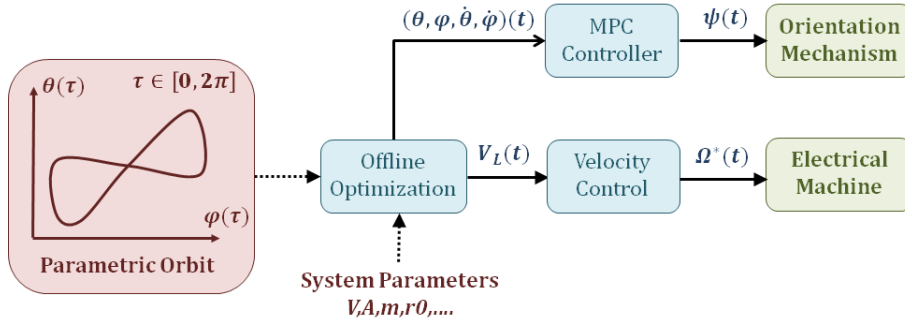 θ(τ)
τ ∈ [0, 2π]
φ(τ)
Parametric Orbit
(θ, φ, θ̇, φ̇)(t)
Offline
Optimization
System Parameters
V,A,m,r0,....
MPC
Controller
ψ(t)
Orientation
Mechanism
V_L(t)
Velocity
Control
Ω*(t)
Electrical
Machine